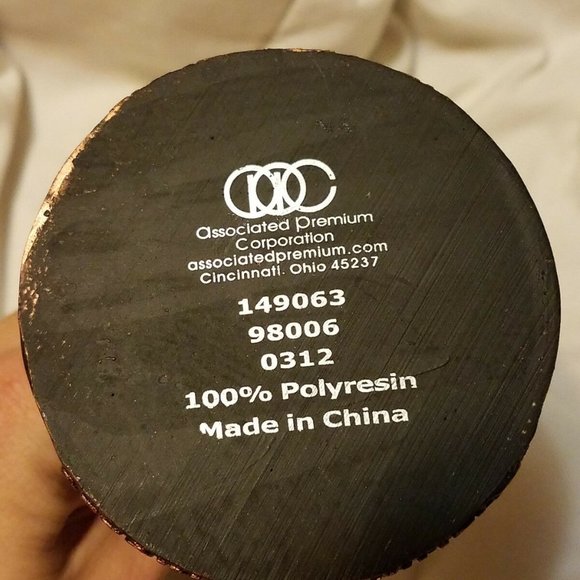 associated premium
Corporation
associatedpremium.com
Cincinnati, Ohio 45237
149063
98006
0312
100% Polyresin
Made in China